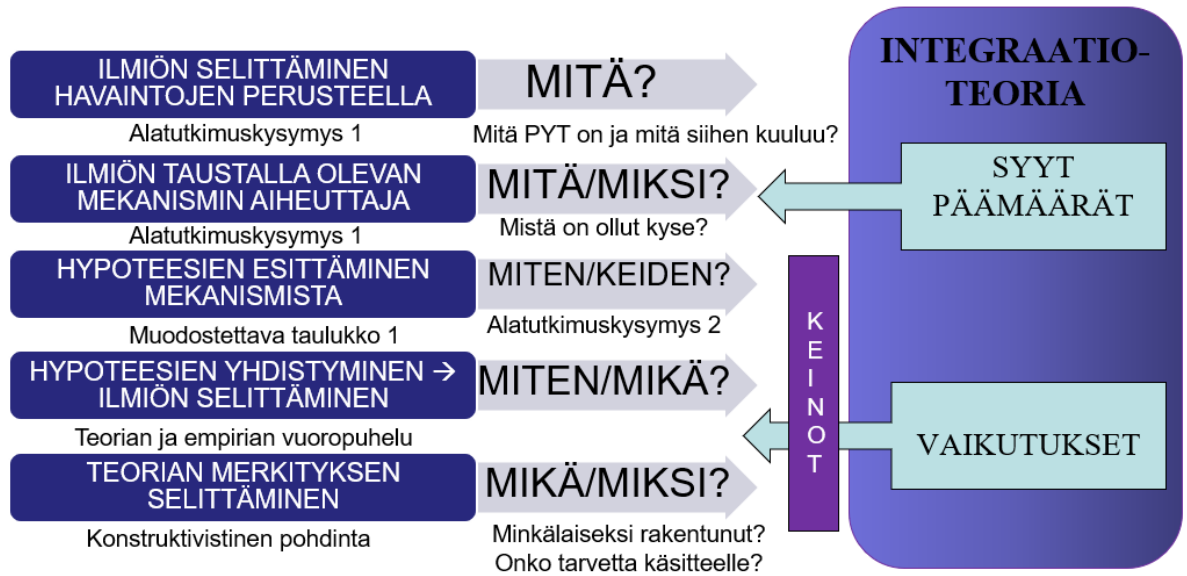 ILMIÖN SELITTÄMINEN
HAVAINTOJEN PERUSTEELLA
Alatutkimuskysymys 1
MITÄ?
Mitä PYT on ja mitä siihen kuuluu?
ILMIÖN TAUSTALLA OLEVAN
MEKANISMIN AIHEUTTAJA
Alatutkimuskysymys 1
MITÄ/MIKSI?
Mistä on ollut kyse?
HYPOTEESIEN ESITTÄMINEN
MEKANISMISTA
Muodostettava taulukko 1
MITEN/KEIDEN?
Alatutkimuskysymys 2
HYPOTEESIEN YHDISTYMINEN →
ILMIÖN SELITTÄMINEN
Teorian ja empirian vuoropuhelu
MITEN/MIKÄ?
TEORIAN MERKITYKSEN
SELITTÄMINEN
Konstruktivistinen pohdinta
MIKÄ/MIKSI?
Minkälaiseksi rakentunut?
Onko tarvetta käsitteelle?
K
E
I
N
O
T
INTEGRAATIO-
TEORIA
SYYT
PÄÄMÄÄRÄT
VAIKUTUKSET